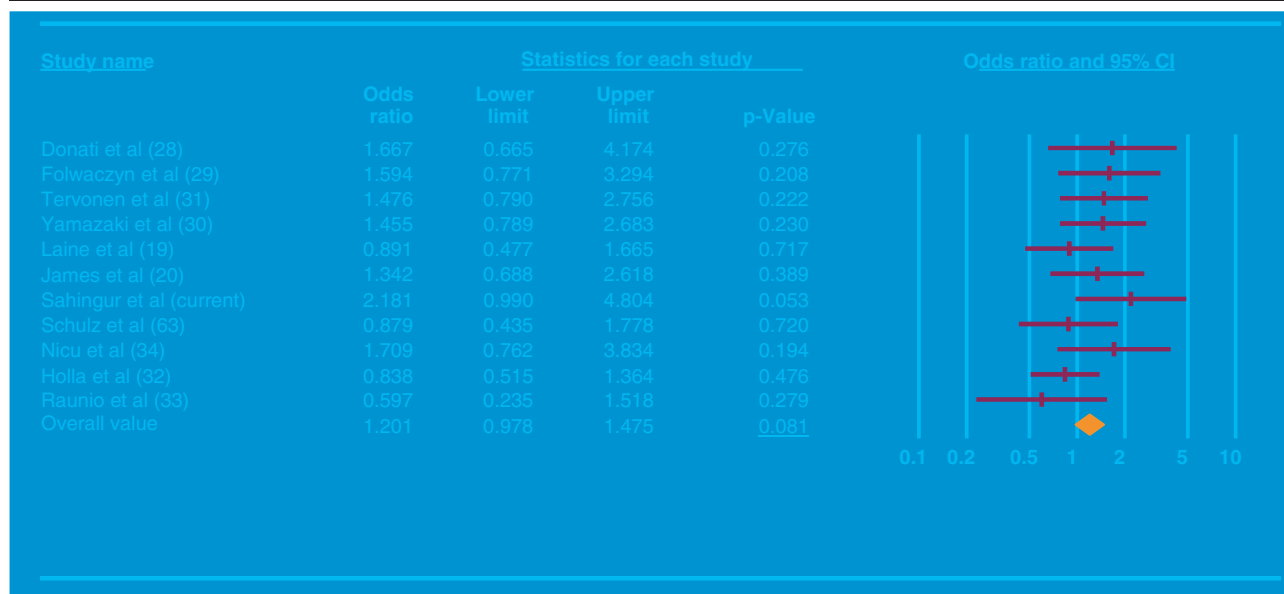 Study name Statistics for each study Odds ratio and 95% CI
Odds ratio Lower limit Upper limit p-Value
Donati et al (28) 1.667 0.665 4.174 0.276
Folwaczyn et al (29) 1.594 0.771 3.294 0.208
Tervonen et al (31) 1.476 0.790 2.756 0.222
Yamazaki et al (30) 1.455 0.789 2.683 0.230
Laine et al (19) 0.891 0.477 1.665 0.717
James et al (20) 1.342 0.688 2.618 0.389
Sahingur et al (current) 2.181 0.990 4.804 0.053
Schulz et al (63) 0.879 0.435 1.778 0.720
Nicu et al (34) 1.709 0.762 3.834 0.194
Holla et al (32) 0.838 0.515 1.364 0.476
Raunio et al (33) 0.597 0.235 1.518 0.279
Overall value 1.201 0.978 1.475 0.081
0.1 0.2 0.5 1 2 5 10